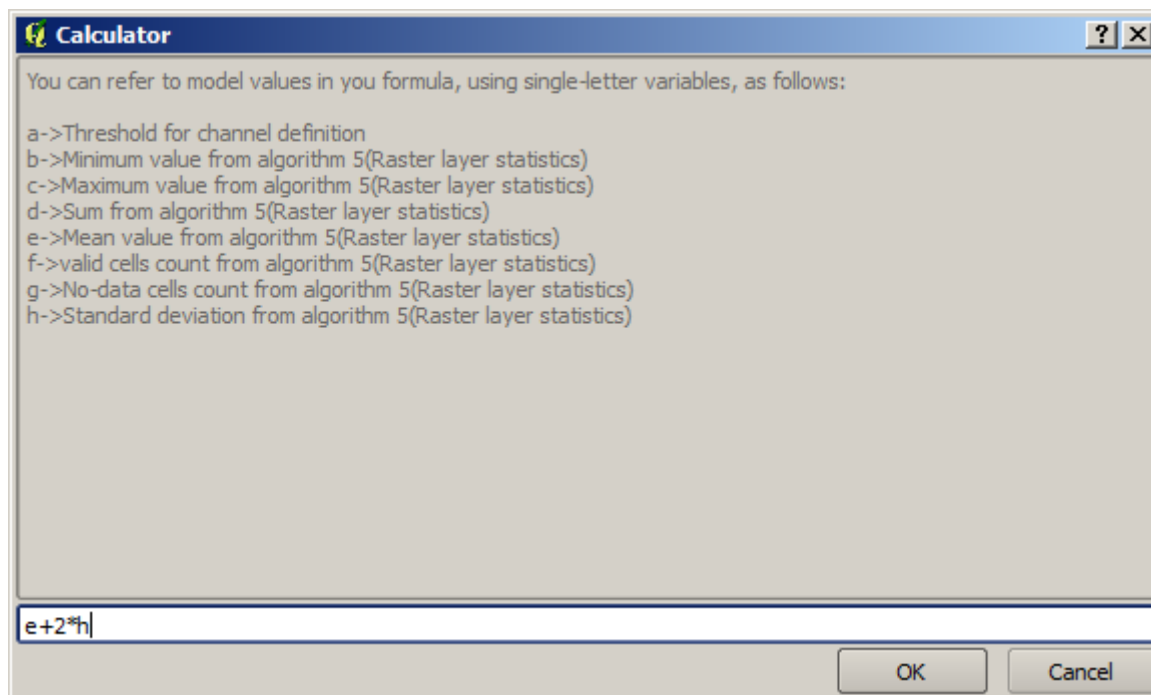 Calculator
You can refer to model values in you formula, using single-letter variables, as follows:
a->Threshold for channel definition
b->Minimum value from algorithm 5(Raster layer statistics)
c->Maximum value from algorithm 5(Raster layer statistics)
d->Sum from algorithm 5(Raster layer statistics)
e->Mean value from algorithm 5(Raster layer statistics)
f->valid cells count from algorithm 5(Raster layer statistics)
g->No-data cells count from algorithm 5(Raster layer statistics)
h->Standard deviation from algorithm 5(Raster layer statistics)
e+2*h
OK Cancel